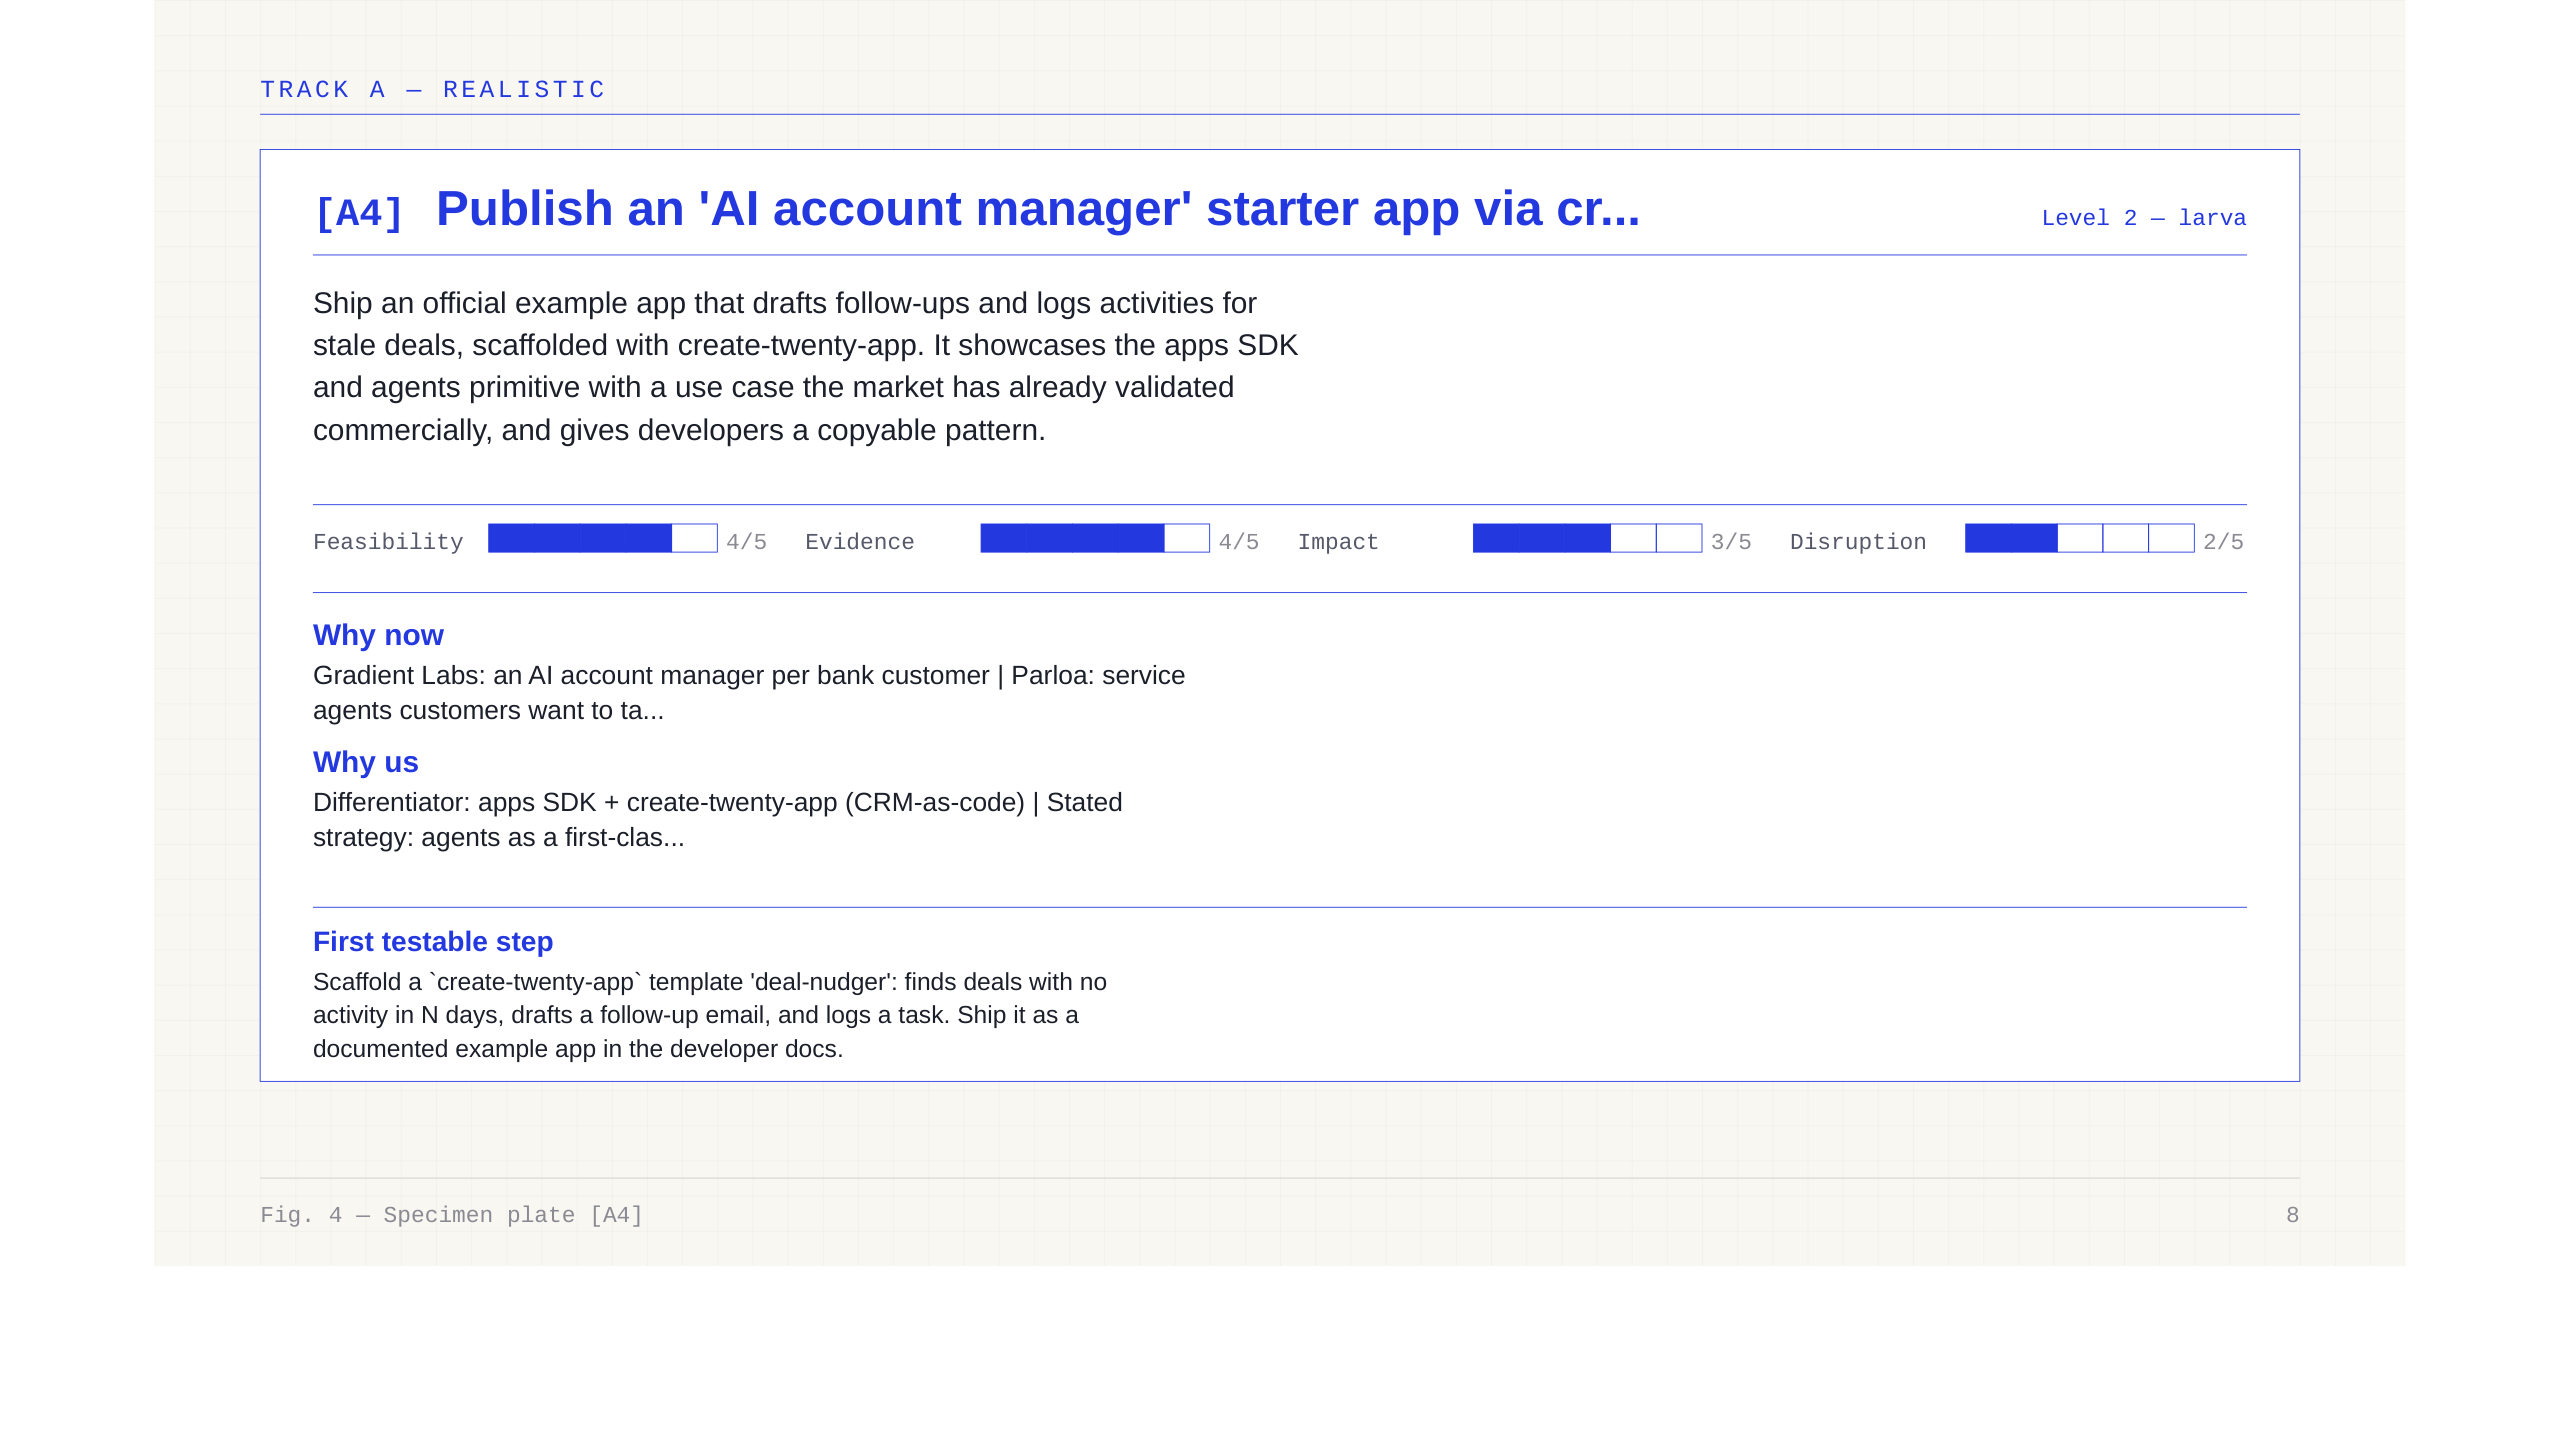 TRACK A — REALISTIC
[A4] Publish an 'AI account manager' starter app via cr...
Level 2 — larva
Ship an official example app that drafts follow-ups and logs activities for
stale deals, scaffolded with create-twenty-app. It showcases the apps SDK
and agents primitive with a use case the market has already validated
commercially, and gives developers a copyable pattern.
Feasibility 4/5 Evidence 4/5 Impact 3/5 Disruption 2/5
Why now
Gradient Labs: an AI account manager per bank customer | Parloa: service
agents customers want to ta...
Why us
Differentiator: apps SDK + create-twenty-app (CRM-as-code) | Stated
strategy: agents as a first-clas...
First testable step
Scaffold a `create-twenty-app` template 'deal-nudger': finds deals with no
activity in N days, drafts a follow-up email, and logs a task. Ship it as a
documented example app in the developer docs.
Fig. 4 — Specimen plate [A4]
8